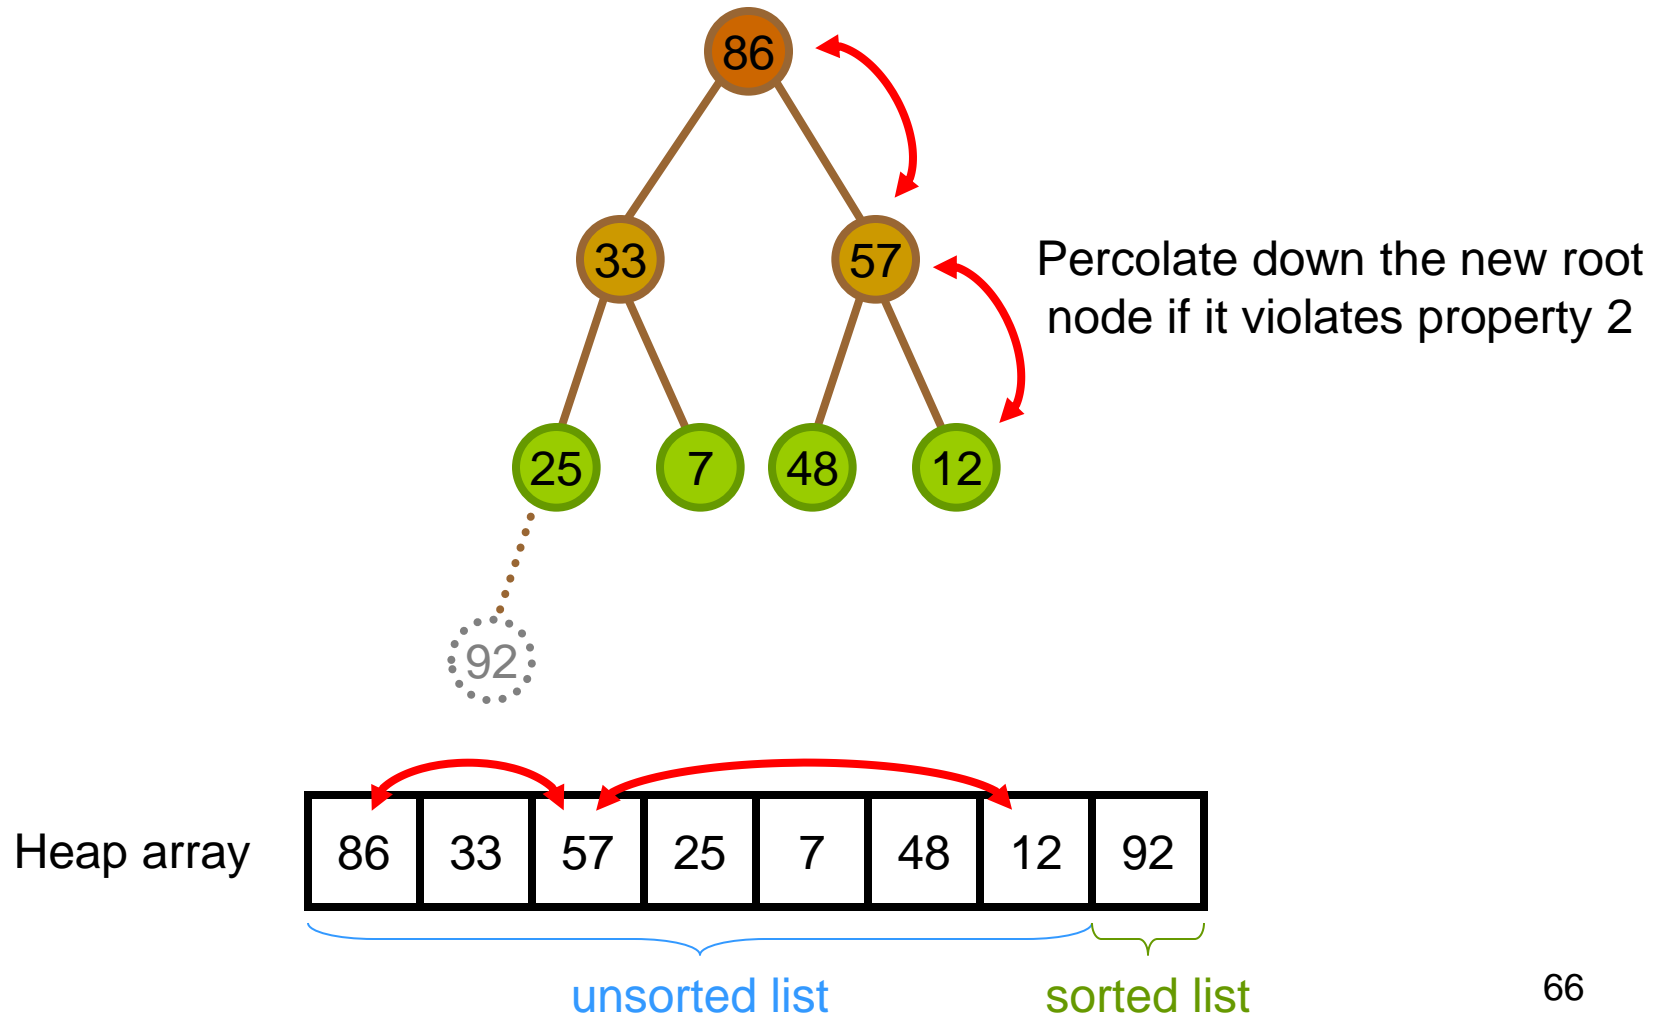 86
33
57
Percolate down the new root
node if it violates property 2
25
7
48
12
92
Heap array
86 33 57 25 7 48 12 92
unsorted list
sorted list
66